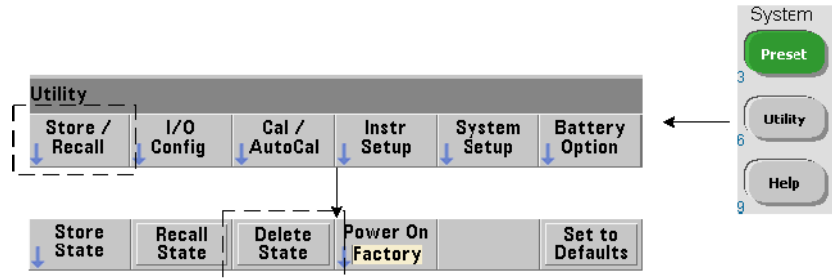 System
Preset
3
Utility
6
Help
9
Utility
Store / Recall
I/O Config
Cal / AutoCal
Instr Setup
System Setup
Battery Option
Store State
Recall State
Delete State
Power On Factory
Set to Defaults